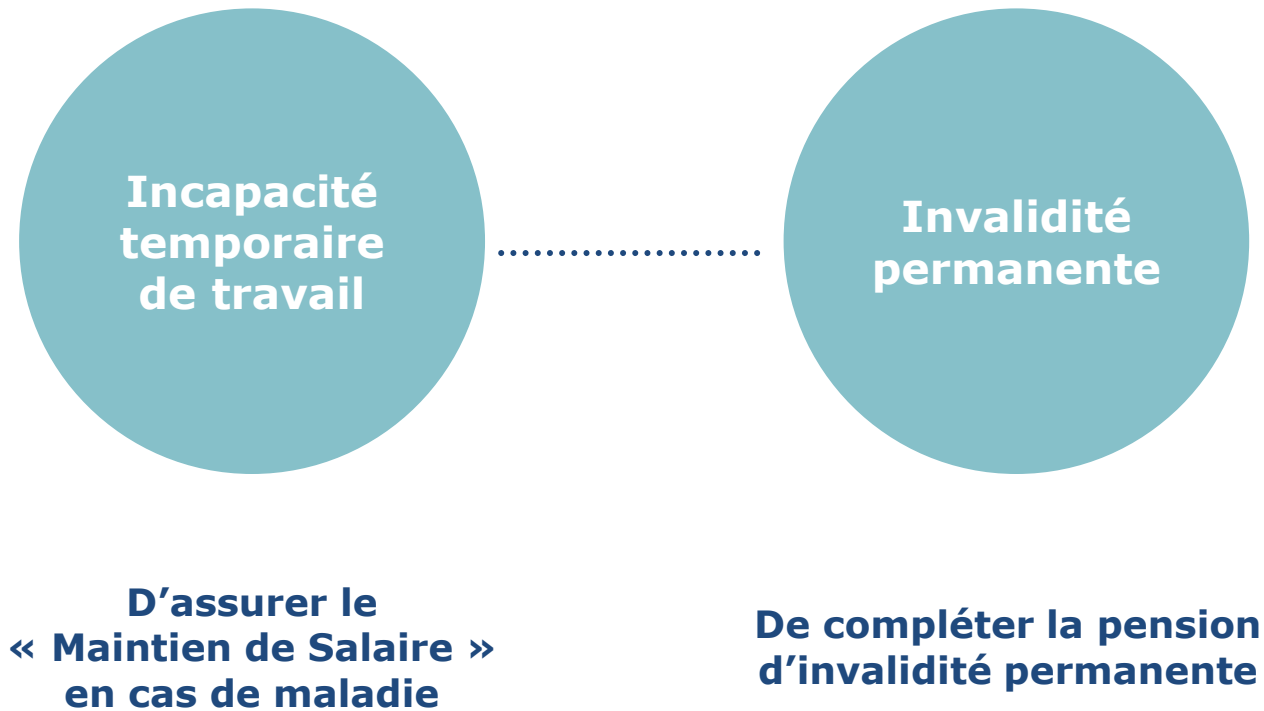 Incapacité
temporaire
de travail
Invalidité
permanente
D’assurer le
« Maintien de Salaire »
en cas de maladie
De compléter la pension
d’invalidité permanente